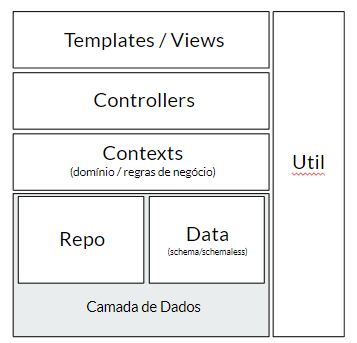 Templates / Views
Controllers
Contexts
(domínio / regras de negócio)
Util
Repo
Data
(schema/schemaless)
Camada de Dados